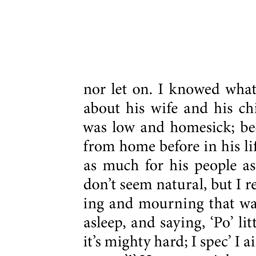 nor let on. I knowed what
about his wife and his chi
was low and homesick; be
from home before in his lif
as much for his people as
don't seem natural, but I re
ing and mourning that wa
asleep, and saying, 'Po' litt
it's mighty hard; I spec' I ai